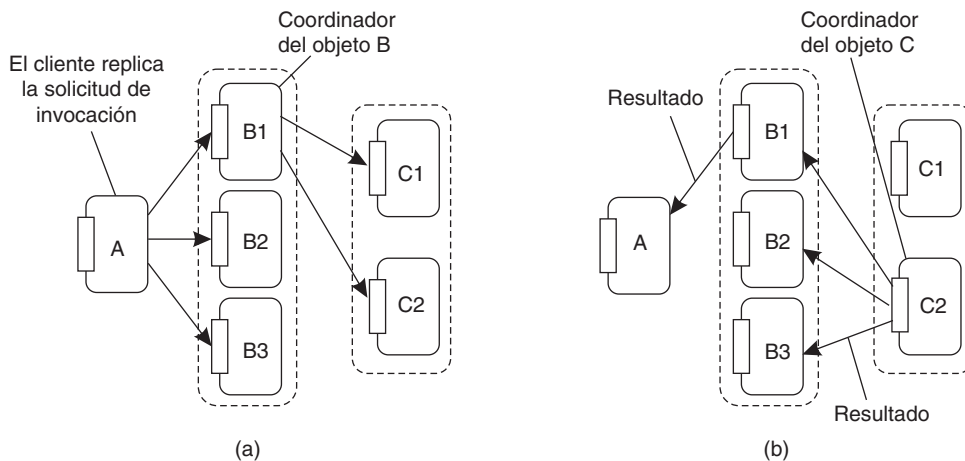 Coordinador
del objeto B
El cliente replica
la solicitud de
invocación
B1
C1
A
B2
C2
B3
(a)
Coordinador
del objeto C
Resultado
B1
C1
A
B2
C2
B3
Resultado
(b)